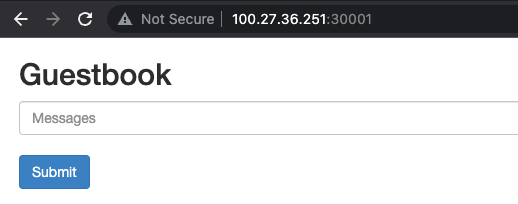 Not Secure 100.27.36.251:30001
Guestbook
Messages
Submit